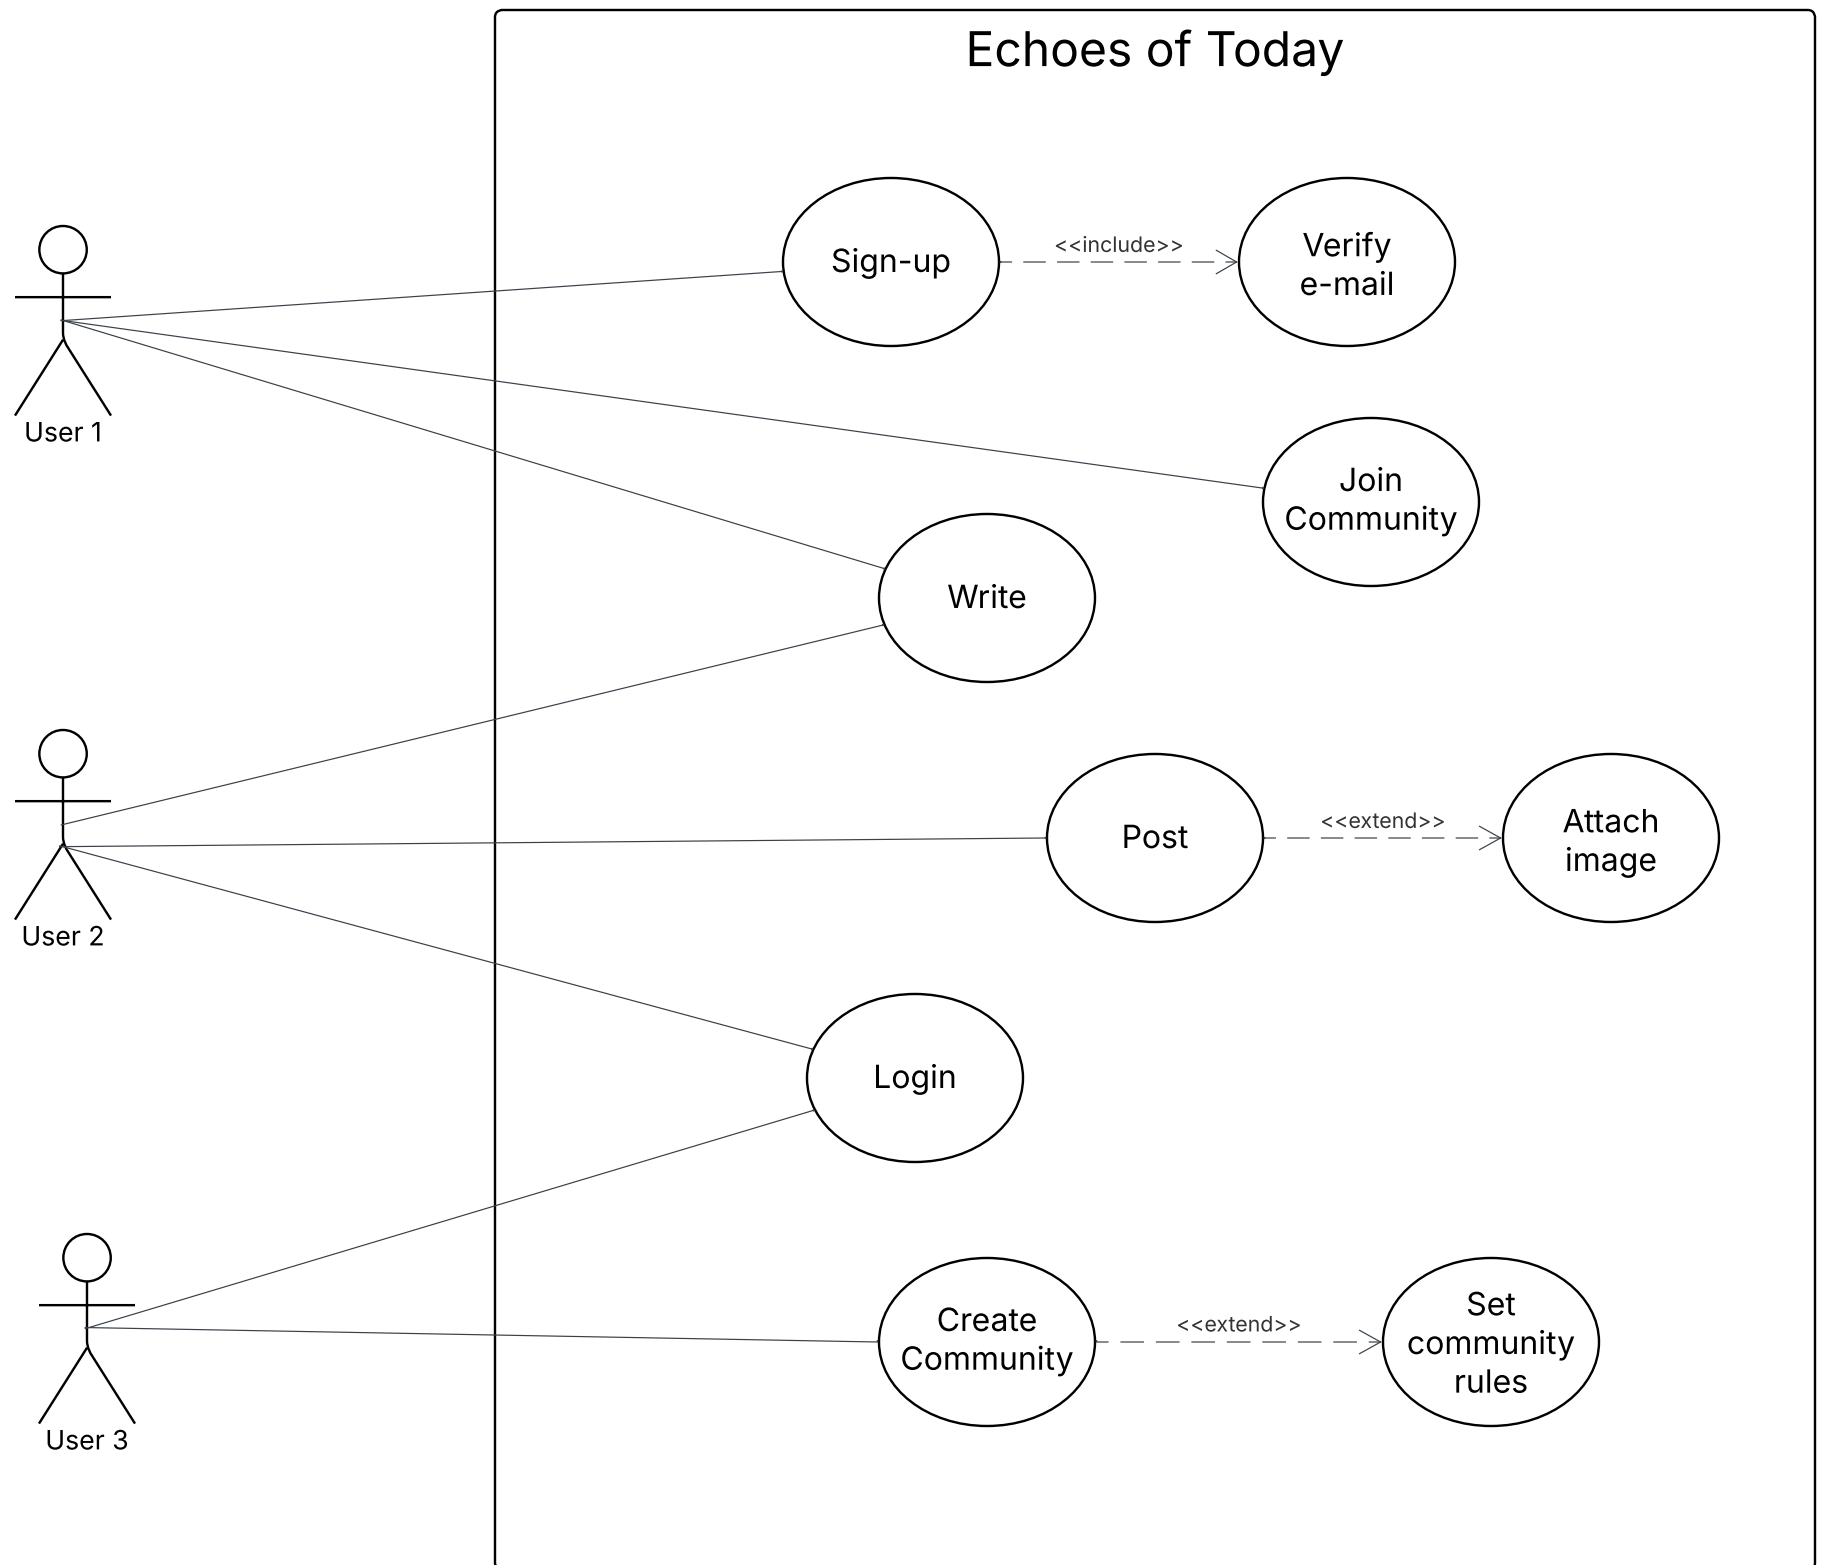 Echoes of Today
Sign-up
<<include>>
Verify
e-mail
User 1
Join
Community
Write
Post
<<extend>>
Attach
image
User 2
Login
Create
Community
<<extend>>
Set
community
rules
User 3